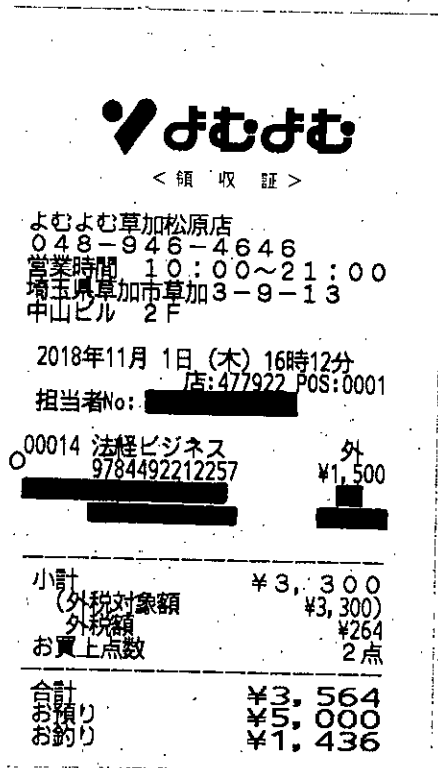 よむよむ
<領収証>
よむよむ草加松原店
048-946-4646
営業時間 10:00~21:00
埼玉県草加市草加3-9-13
中山ビル 2F
2018年11月 1日 (木) 16時12分
店:477922 POS:0001
担当者No:
00014 法経ビジネス 外
9784492212257 ¥1,500
小計 ¥3,300
(外税対象額 ¥3,300)
外税額 ¥264
お買上点数 2点
合計 ¥3,564
お預り ¥5,000
お釣り ¥1,436